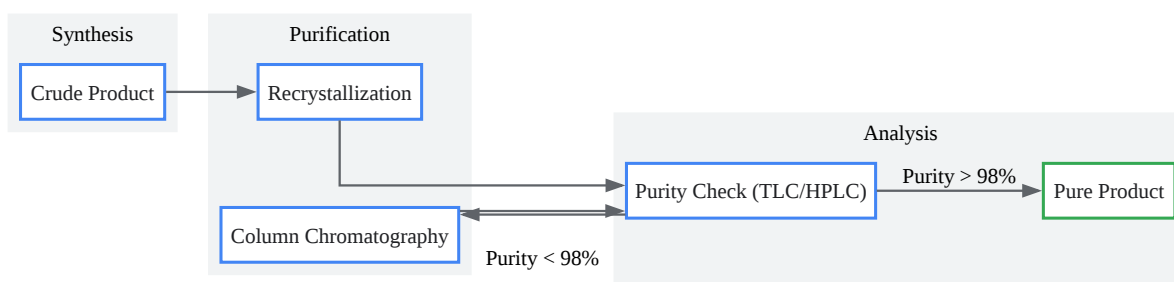 Synthesis
Purification
Crude Product
Recrystallization
Analysis
Purity Check (TLC/HPLC)
Purity > 98%
Pure Product
Column Chromatography
Purity < 98%